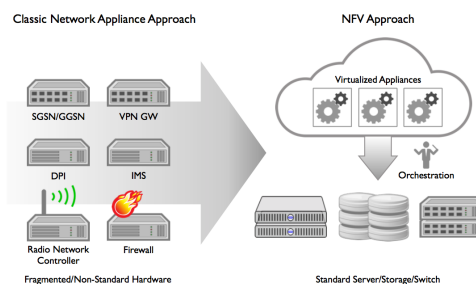 Classic Network Appliance Approach
NFV Approach
Virtualized Appliances
SGSN/GGSN
VPN GW
DPI
IMS
Orchestration
Radio Network
Controller
Firewall
Fragmented/Non-Standard Hardware
Standard Server/Storage/Switch